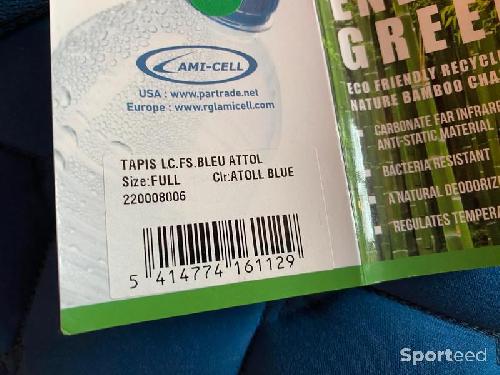 AMI-CELL
USA : www.partrade.net
Europe : www.rglamicell.com
TAPIS LC.FS.BLEU ATTOL
Size:FULL Clr:ATOLL BLUE
220008006
5 414774 161129
GREE
ECO FRIENDLY RECYCL
NATURE BAMBOO CHA
CARBONATE FAR INFRAR
ANTI-STATIC MATERIAL
BACTERIA RESISTANT
A NATURAL DEODORIZ
REGULATES TEMPERA
Sporteed